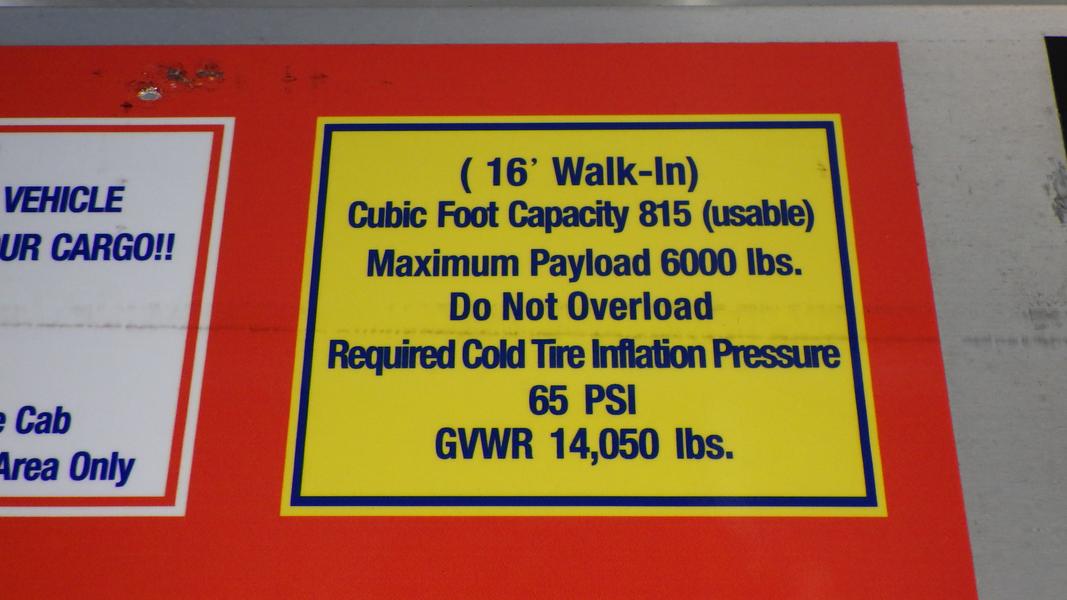 VEHICLE
CARGO!!
Cab
Area Only
( 16' Walk-In)
Cubic Foot Capacity 815 (usable)
Maximum Payload 6000 lbs.
Do Not Overload
Required Cold Tire Inflation Pressure
65 PSI
GVWR 14,050 lbs.